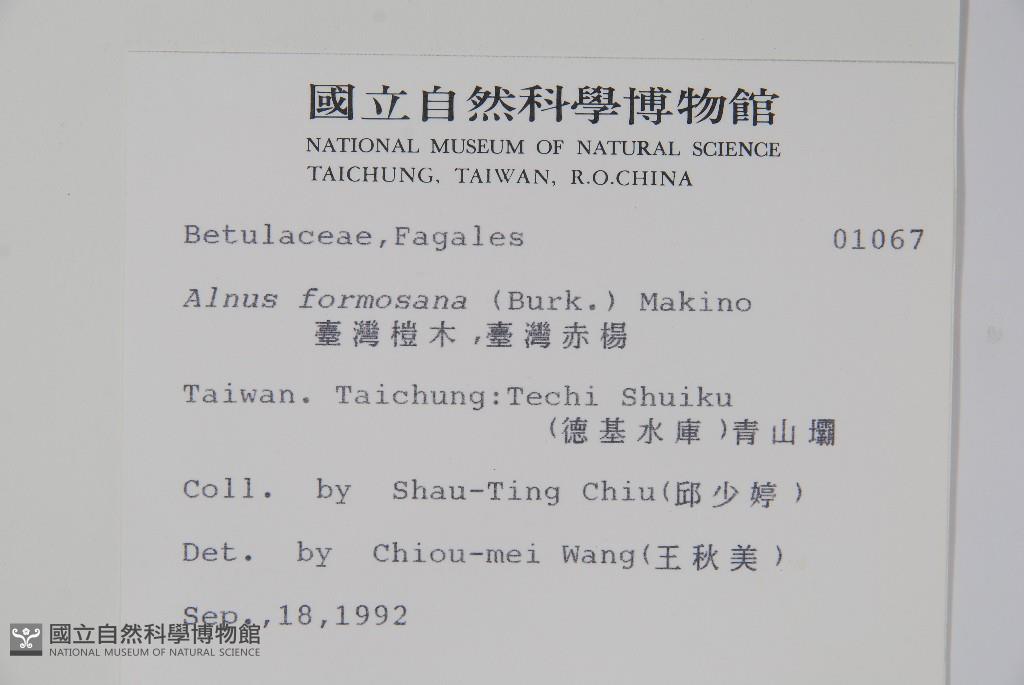 國立自然科學博物館
NATIONAL MUSEUM OF NATURAL SCIENCE
TAICHUNG, TAIWAN, R.O.CHINA
Betulaceae,Fagales 01067
Alnus formosana (Burk.) Makino
臺灣榿木,臺灣赤楊
Taiwan. Taichung:Techi Shuiku
(德基水庫)青山壩
Coll. by Shau-Ting Chiu(邱少婷)
Det. by Chiou-mei Wang(王秋美)
Sep.,18,1992
國立自然科學博物館
NATIONAL MUSEUM OF NATURAL SCIENCE